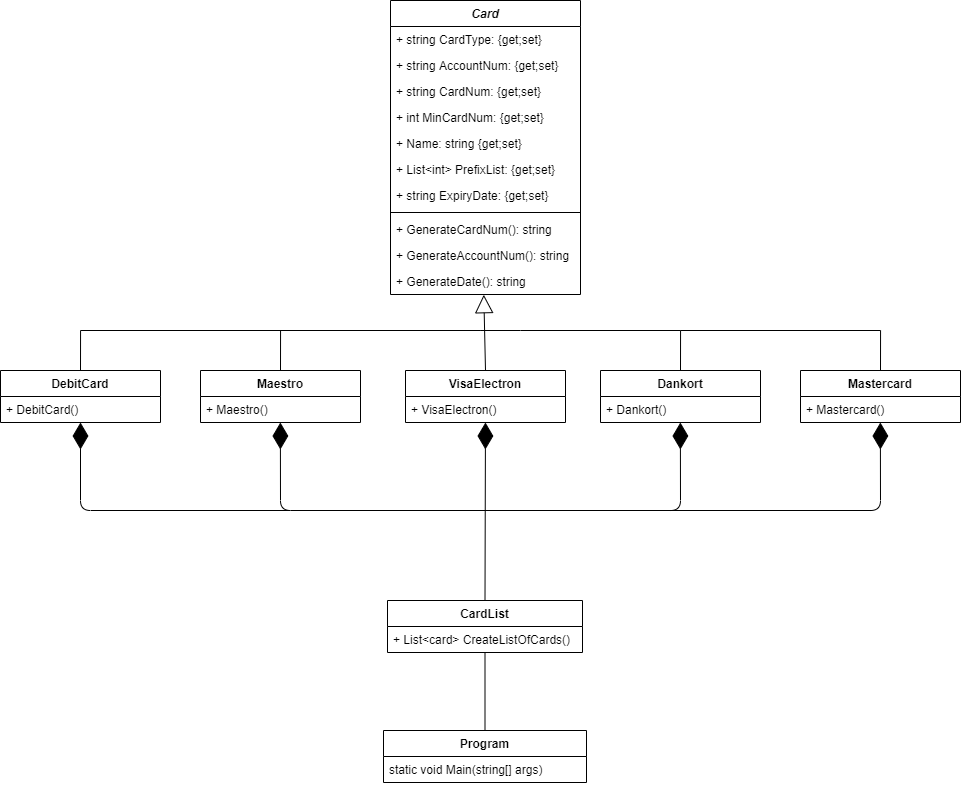 Card
+ string CardType: {get;set}
+ string AccountNum: {get;set}
+ string CardNum: {get;set}
+ int MinCardNum: {get;set}
+ Name: string {get;set}
+ List<int> PrefixList: {get;set}
+ string ExpiryDate: {get;set}
+ GenerateCardNum(): string
+ GenerateAccountNum(): string
+ GenerateDate(): string
DebitCard
+ DebitCard()
Maestro
+ Maestro()
VisaElectron
+ VisaElectron()
Dankort
+ Dankort()
Mastercard
+ Mastercard()
CardList
+ List<card> CreateListOfCards()
Program
static void Main(string[] args)